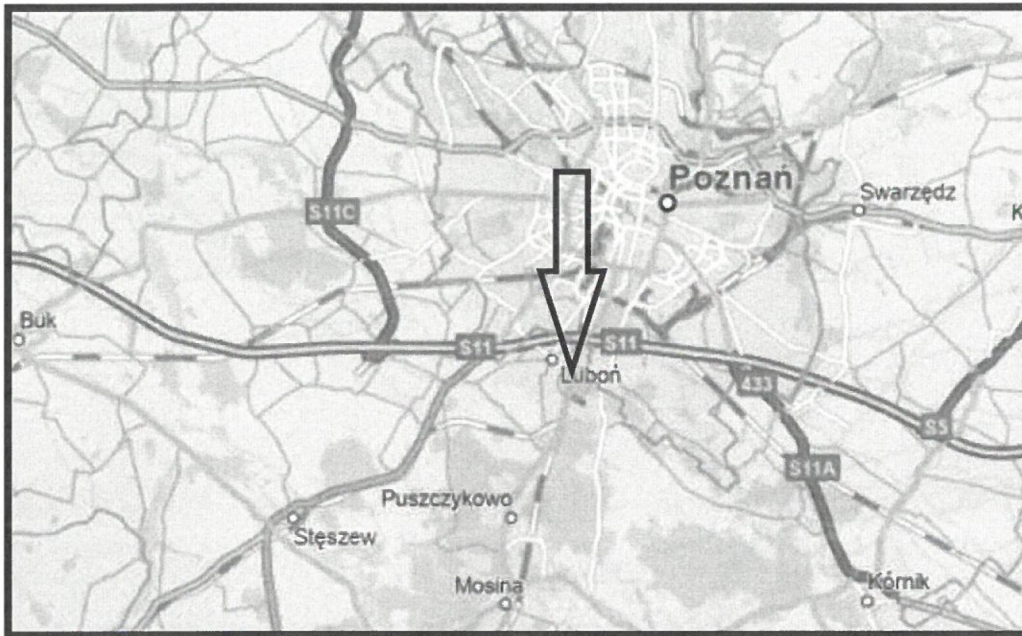 Poznań
Swarzędz
K
S11C
Buk
S11
S11
Luboń
433
S5
S11A
Puszczykowo
Stęszew
Mosina
Kórnik